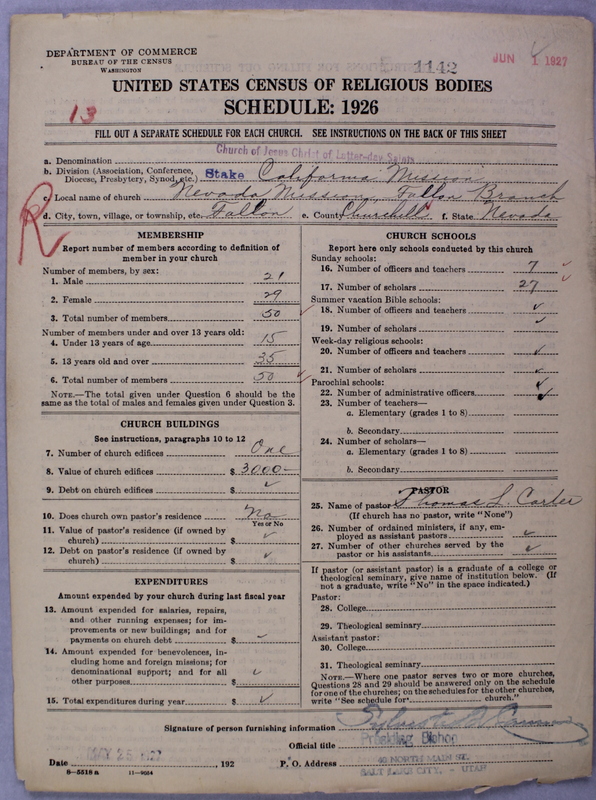 DEPARTMENT OF COMMERCE
BUREAU OF THE CENSUS
WASHINGTON
1142
JUN 1 1927
UNITED STATES CENSUS OF RELIGIOUS BODIES
SCHEDULE: 1926
13
FILL OUT A SEPARATE SCHEDULE FOR EACH CHURCH. SEE INSTRUCTIONS ON THE BACK OF THIS SHEET
a. Denomination Church of Jesus Christ of Latter-day Saints
b. Division (Association, Conference, Diocese, Presbytery, Synod, etc.) Stake California Mission
c. Local name of church Nevada Mission, Fallon Branch
d. City, town, village, or township, etc. Fallon e. County Churchill f. State Nevada
R
MEMBERSHIP
Report number of members according to definition of
member in your church
Number of members, by sex:
1. Male 21
2. Female 29
3. Total number of members 50
Number of members under and over 13 years old:
4. Under 13 years of age 15
5. 13 years old and over 35
6. Total number of members 50
NOTE.—The total given under Question 6 should be
same as the total of males and females given under Question 3.
CHURCH BUILDINGS
See instructions, paragraphs 10 to 12
7. Number of church edifices One
8. Value of church edifices $ 3000—
9. Debt on church edifices $ ✓
10. Does church own pastor's residence No
Yes or No
11. Value of pastor's residence (if owned by
church) $ ✓
12. Debt on pastor's residence (if owned by
church) $ ✓
EXPENDITURES
Amount expended by your church during last fiscal year
13. Amount expended for salaries, repairs,
and other running expenses; for im-
provements or new buildings; and for
payments on church debt $ ✓
14. Amount expended for benevolences, in-
cluding home and foreign missions; for
denominational support; and for all
other purposes $ ✓
15. Total expenditures during year $ ✓
CHURCH SCHOOLS
Report here only schools conducted by this church
Sunday schools:
16. Number of officers and teachers 7 ✓
17. Number of scholars 27 ✓
Summer vacation Bible schools:
18. Number of officers and teachers ✓
19. Number of scholars ✓
Week-day religious schools:
20. Number of officers and teachers ✓
21. Number of scholars ✓
Parochial schools:
22. Number of administrative officers ✓
23. Number of teachers—
a. Elementary (grades 1 to 8)
b. Secondary
24. Number of scholars—
a. Elementary (grades 1 to 8)
b. Secondary
PASTOR
25. Name of pastor Thomas L. Carter
(If church has no pastor, write "None")
26. Number of ordained ministers, if any, em-
ployed as assistant pastors ✓
27. Number of other churches served by the
pastor or his assistants ✓
If pastor (or assistant pastor) is a graduate of a college or
theological seminary, give name of institution below. (If
not a graduate, write "No" in the space indicated.)
Pastor:
28. College
29. Theological seminary
Assistant pastor:
30. College
31. Theological seminary
NOTE.—Where one pastor serves two or more churches,
Questions 28 and 29 should be answered only on the schedule
for one of the churches; on the schedules for the other churches,
write "See schedule for church."
Signature of person furnishing information Sylvester Q. Cannon
Official title Presiding Bishop
Date MAY 25 1927, 192 P. O. Address 40 NORTH MAIN ST.
SALT LAKE CITY, - UTAH
8—5518 a 11—9034